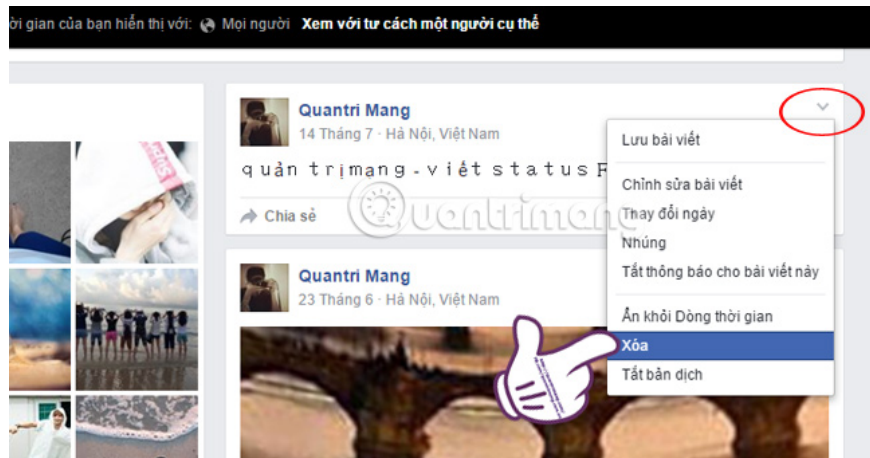 ời gian của bạn hiển thị với: Mọi người Xem với tư cách một người cụ thể
Quantri Mang
14 Tháng 7 · Hà Nội, Việt Nam
quản trị mạng - viết status F
Chia sẻ
Quantrimang
Lưu bài viết
Chỉnh sửa bài viết
Thay đổi ngày
Nhúng
Tắt thông báo cho bài viết này
Ẩn khỏi Dòng thời gian
Xóa
Tắt bản dịch
Quantri Mang
23 Tháng 6 · Hà Nội, Việt Nam